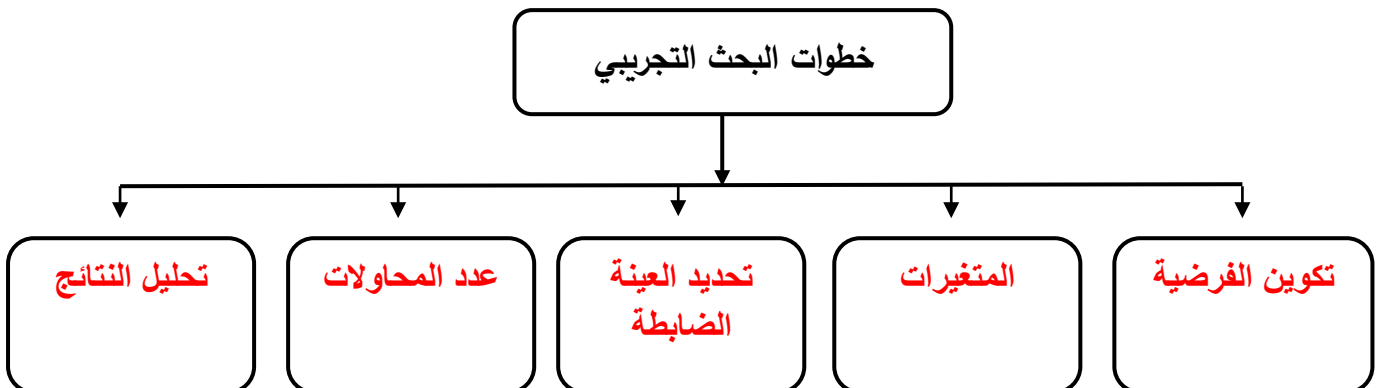 خطوات البحث التجريبي
تكوين الفرضية
المتغيرات
تحديد العينة
الضابطة
عدد المحاولات
تحليل النتائج